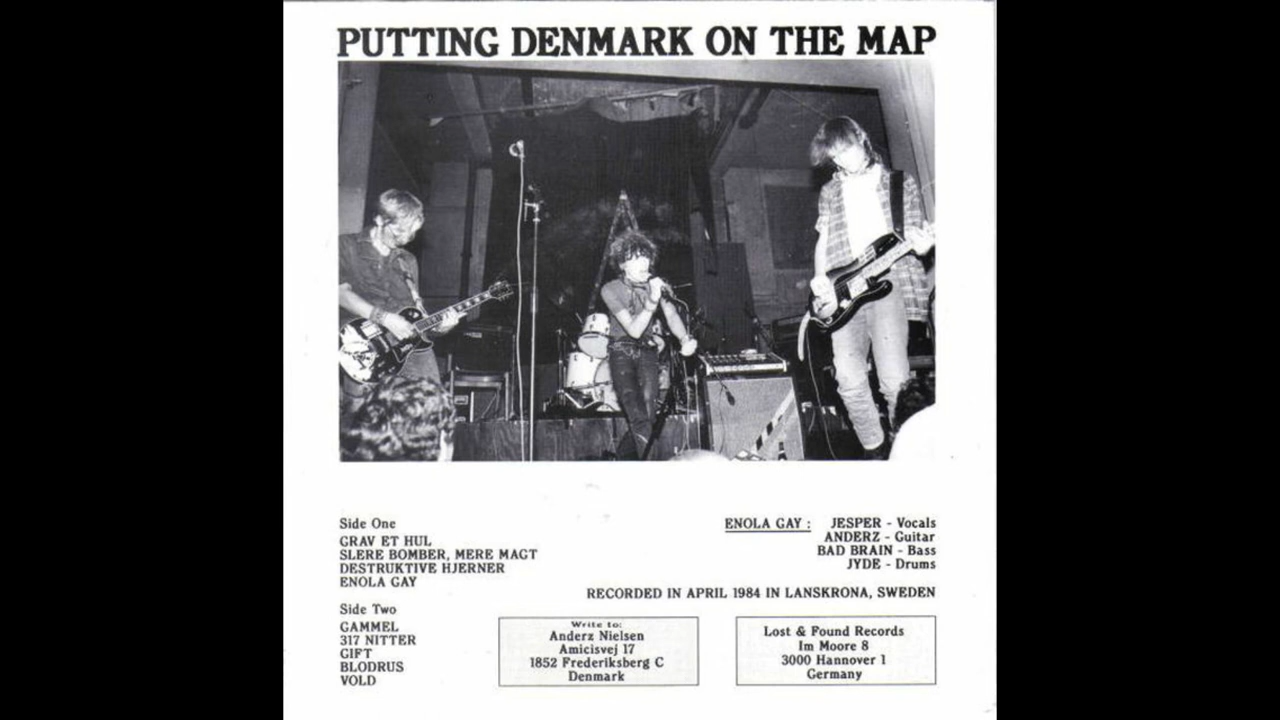 PUTTING DENMARK ON THE MAP
Side One
GRAV ET HUL
SLERE BOMBER, MERE MAGT
DESTRUKTIVE HJERNER
ENOLA GAY
Side Two
GAMMEL
317 NITTER
GIFT
BLODRUS
VOLD
ENOLA GAY : JESPER - Vocals
ANDERZ - Guitar
BAD BRAIN - Bass
JYDE - Drums
RECORDED IN APRIL 1984 IN LANSKRONA, SWEDEN
Write to:
Anderz Nielsen
Amicisvej 17
1852 Frederiksberg C
Denmark
Lost & Found Records
Im Moore 8
3000 Hannover 1
Germany